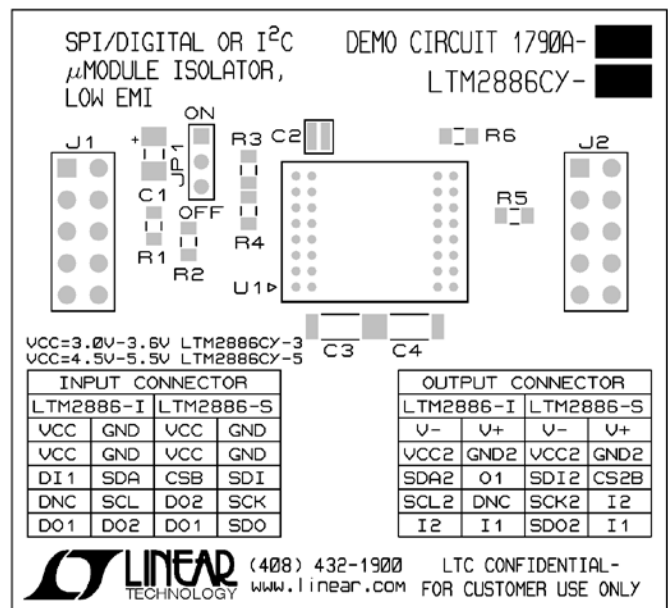 SPI/DIGITAL OR I²C
μMODULE ISOLATOR,
LOW EMI
DEMO CIRCUIT 1790A-
LTM2886CY-
ON
J1
+
JP1
R3
C2
R6
J2
C1
OFF
R5
R1
R2
R4
U1
C3
C4
VCC=3.0V-3.6V LTM2886CY-3
VCC=4.5V-5.5V LTM2886CY-5
INPUT CONNECTOR
LTM2886-I LTM2886-S
VCC GND VCC GND
VCC GND VCC GND
DI1 SDA CSB SDI
DNC SCL DO2 SCK
DO1 DO2 DO1 SDO
OUTPUT CONNECTOR
LTM2886-I LTM2886-S
V- V+ V- V+
VCC2 GND2 VCC2 GND2
SDA2 O1 SDI2 CS2B
SCL2 DNC SCK2 I2
I2 I1 SDO2 I1
LINEAR
TECHNOLOGY
(408) 432-1900
www.linear.com
LTC CONFIDENTIAL-
FOR CUSTOMER USE ONLY